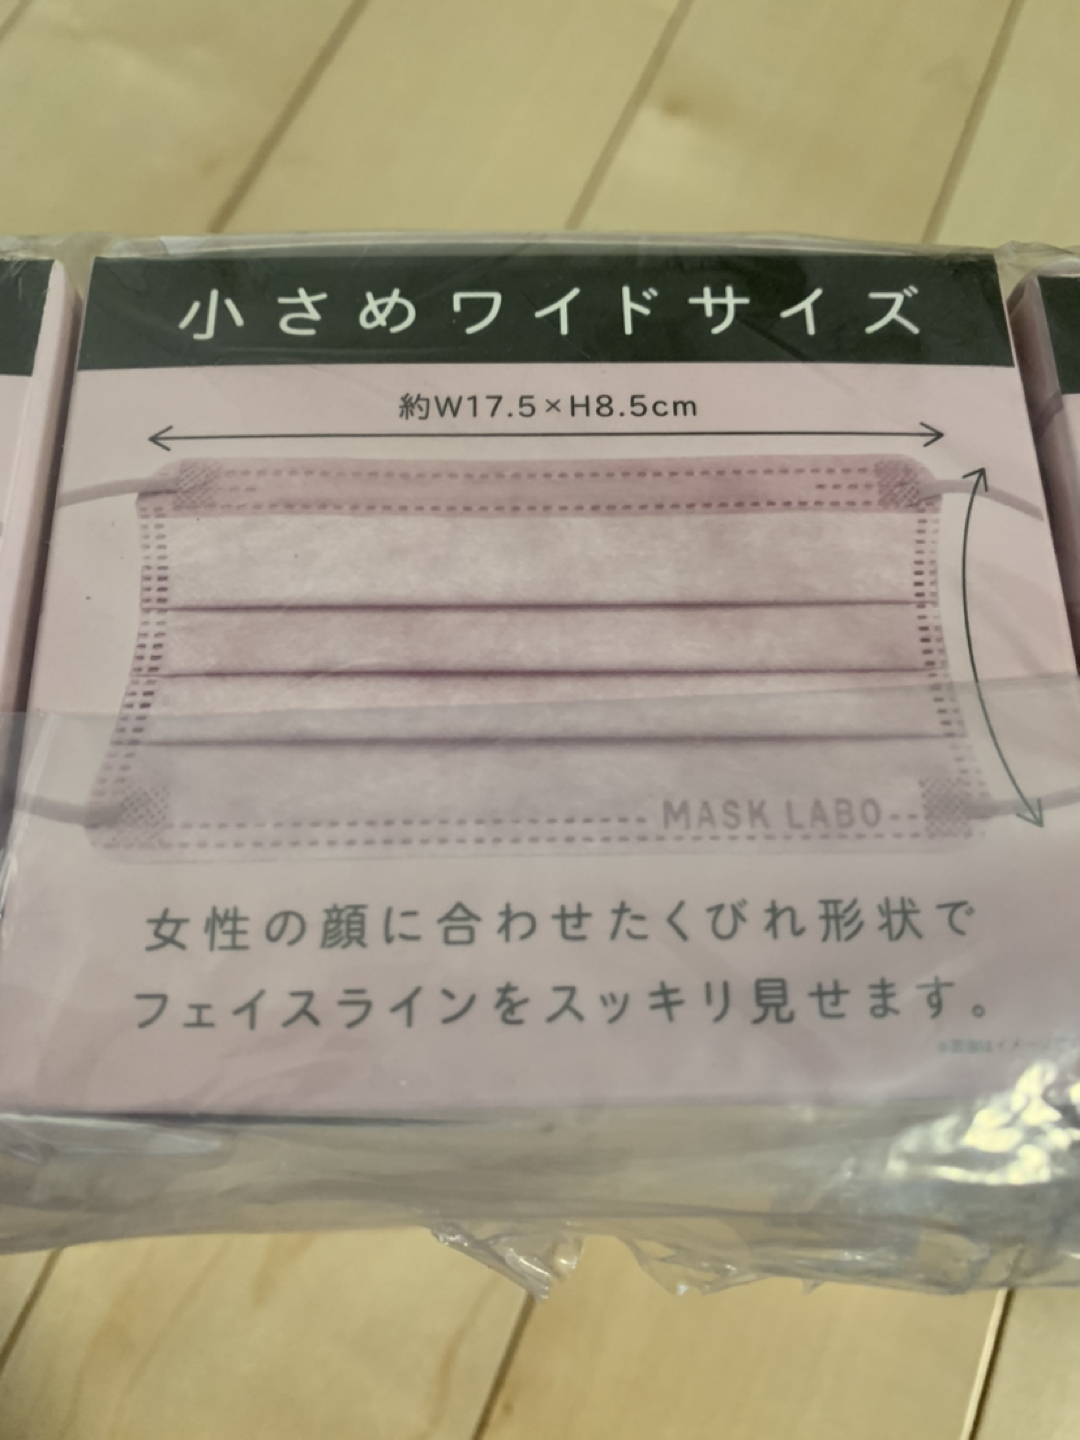 小さめワイドサイズ
約W17.5×H8.5cm
MASK LABO
女性の顔に合わせたくびれ形状で
フェイスラインをスッキリ見せます。